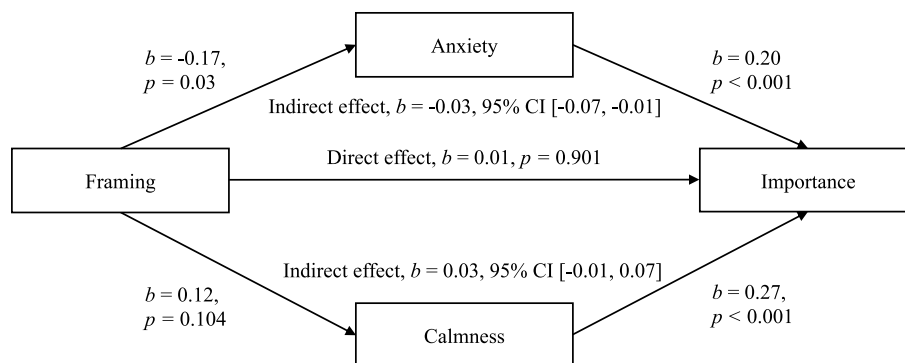 Anxiety
b = -0.17,
p = 0.03
b = 0.20
p < 0.001
Indirect effect, b = -0.03, 95% CI [-0.07, -0.01]
Direct effect, b = 0.01, p = 0.901
Framing
Importance
Indirect effect, b = 0.03, 95% CI [-0.01, 0.07]
b = 0.12,
p = 0.104
b = 0.27,
p < 0.001
Calmness